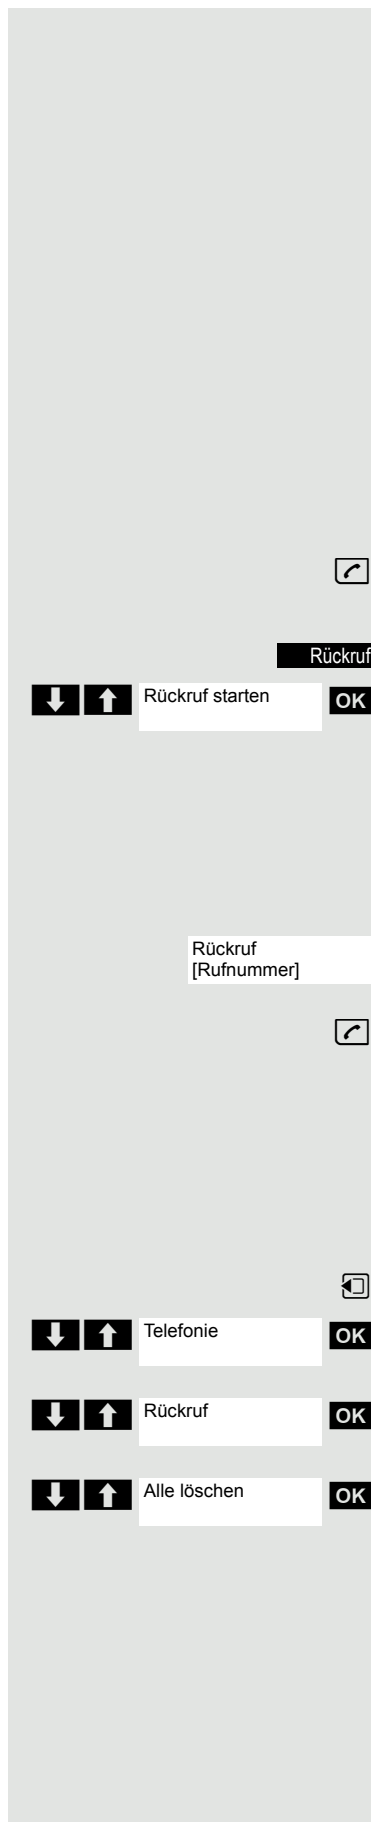 Rückruf
Rückruf starten
OK
Rückruf
[Rufnummer]
Telefonie
OK
Rückruf
OK
Alle löschen
OK